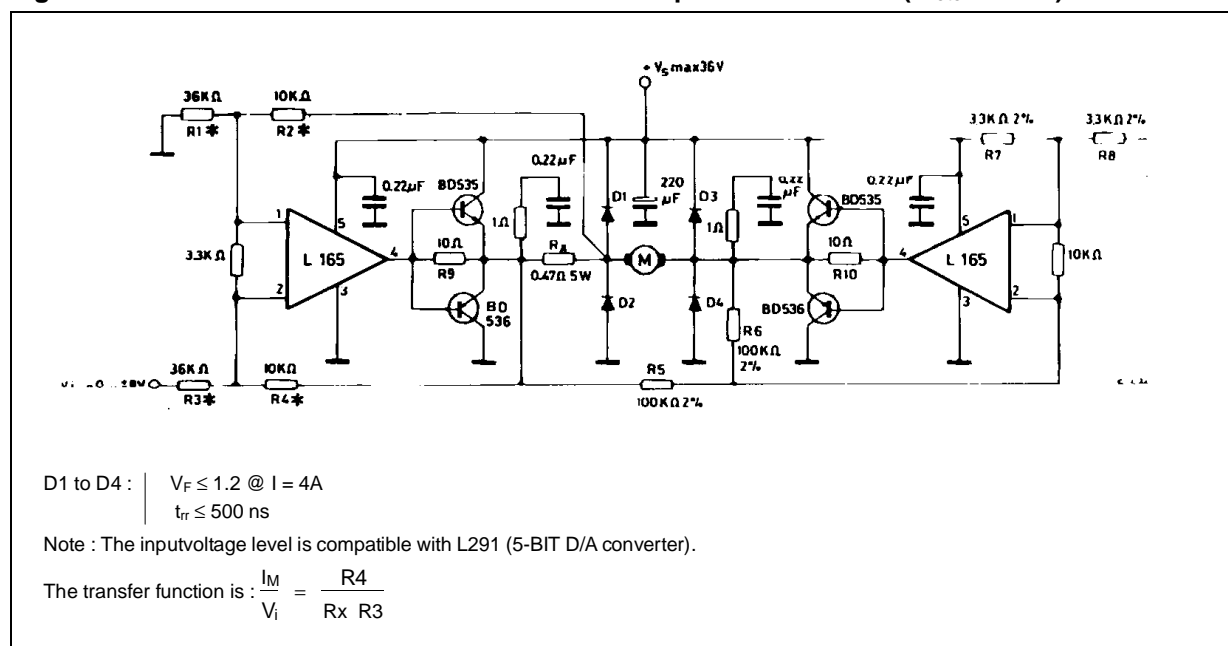 + Vs max36V
36KΩ
R1*
10KΩ
R2*
3.3KΩ 2%
R7
3.3KΩ 2%
R8
0.22µF
BD535
0.22µF
D1
220 µF
D3
.22 µF
BD535
0.22µF
1
5
L 165
4
3.3KΩ
2
3
10Ω
R9
1Ω
Rx
0.47Ω 5W
M
1Ω
10Ω
R10
4
5
1
L 165
10KΩ
3
2
BD 536
D2
D4
R6
100KΩ
2%
BD536
36KΩ
R3*
10KΩ
R4*
R5
100KΩ 2%
D1 to D4 : VF ≤ 1.2 @ I = 4A
trr ≤ 500 ns
Note : The inputvoltage level is compatible with L291 (5-BIT D/A converter).
The transfer function is : IM / Vi = R4 / Rx R3